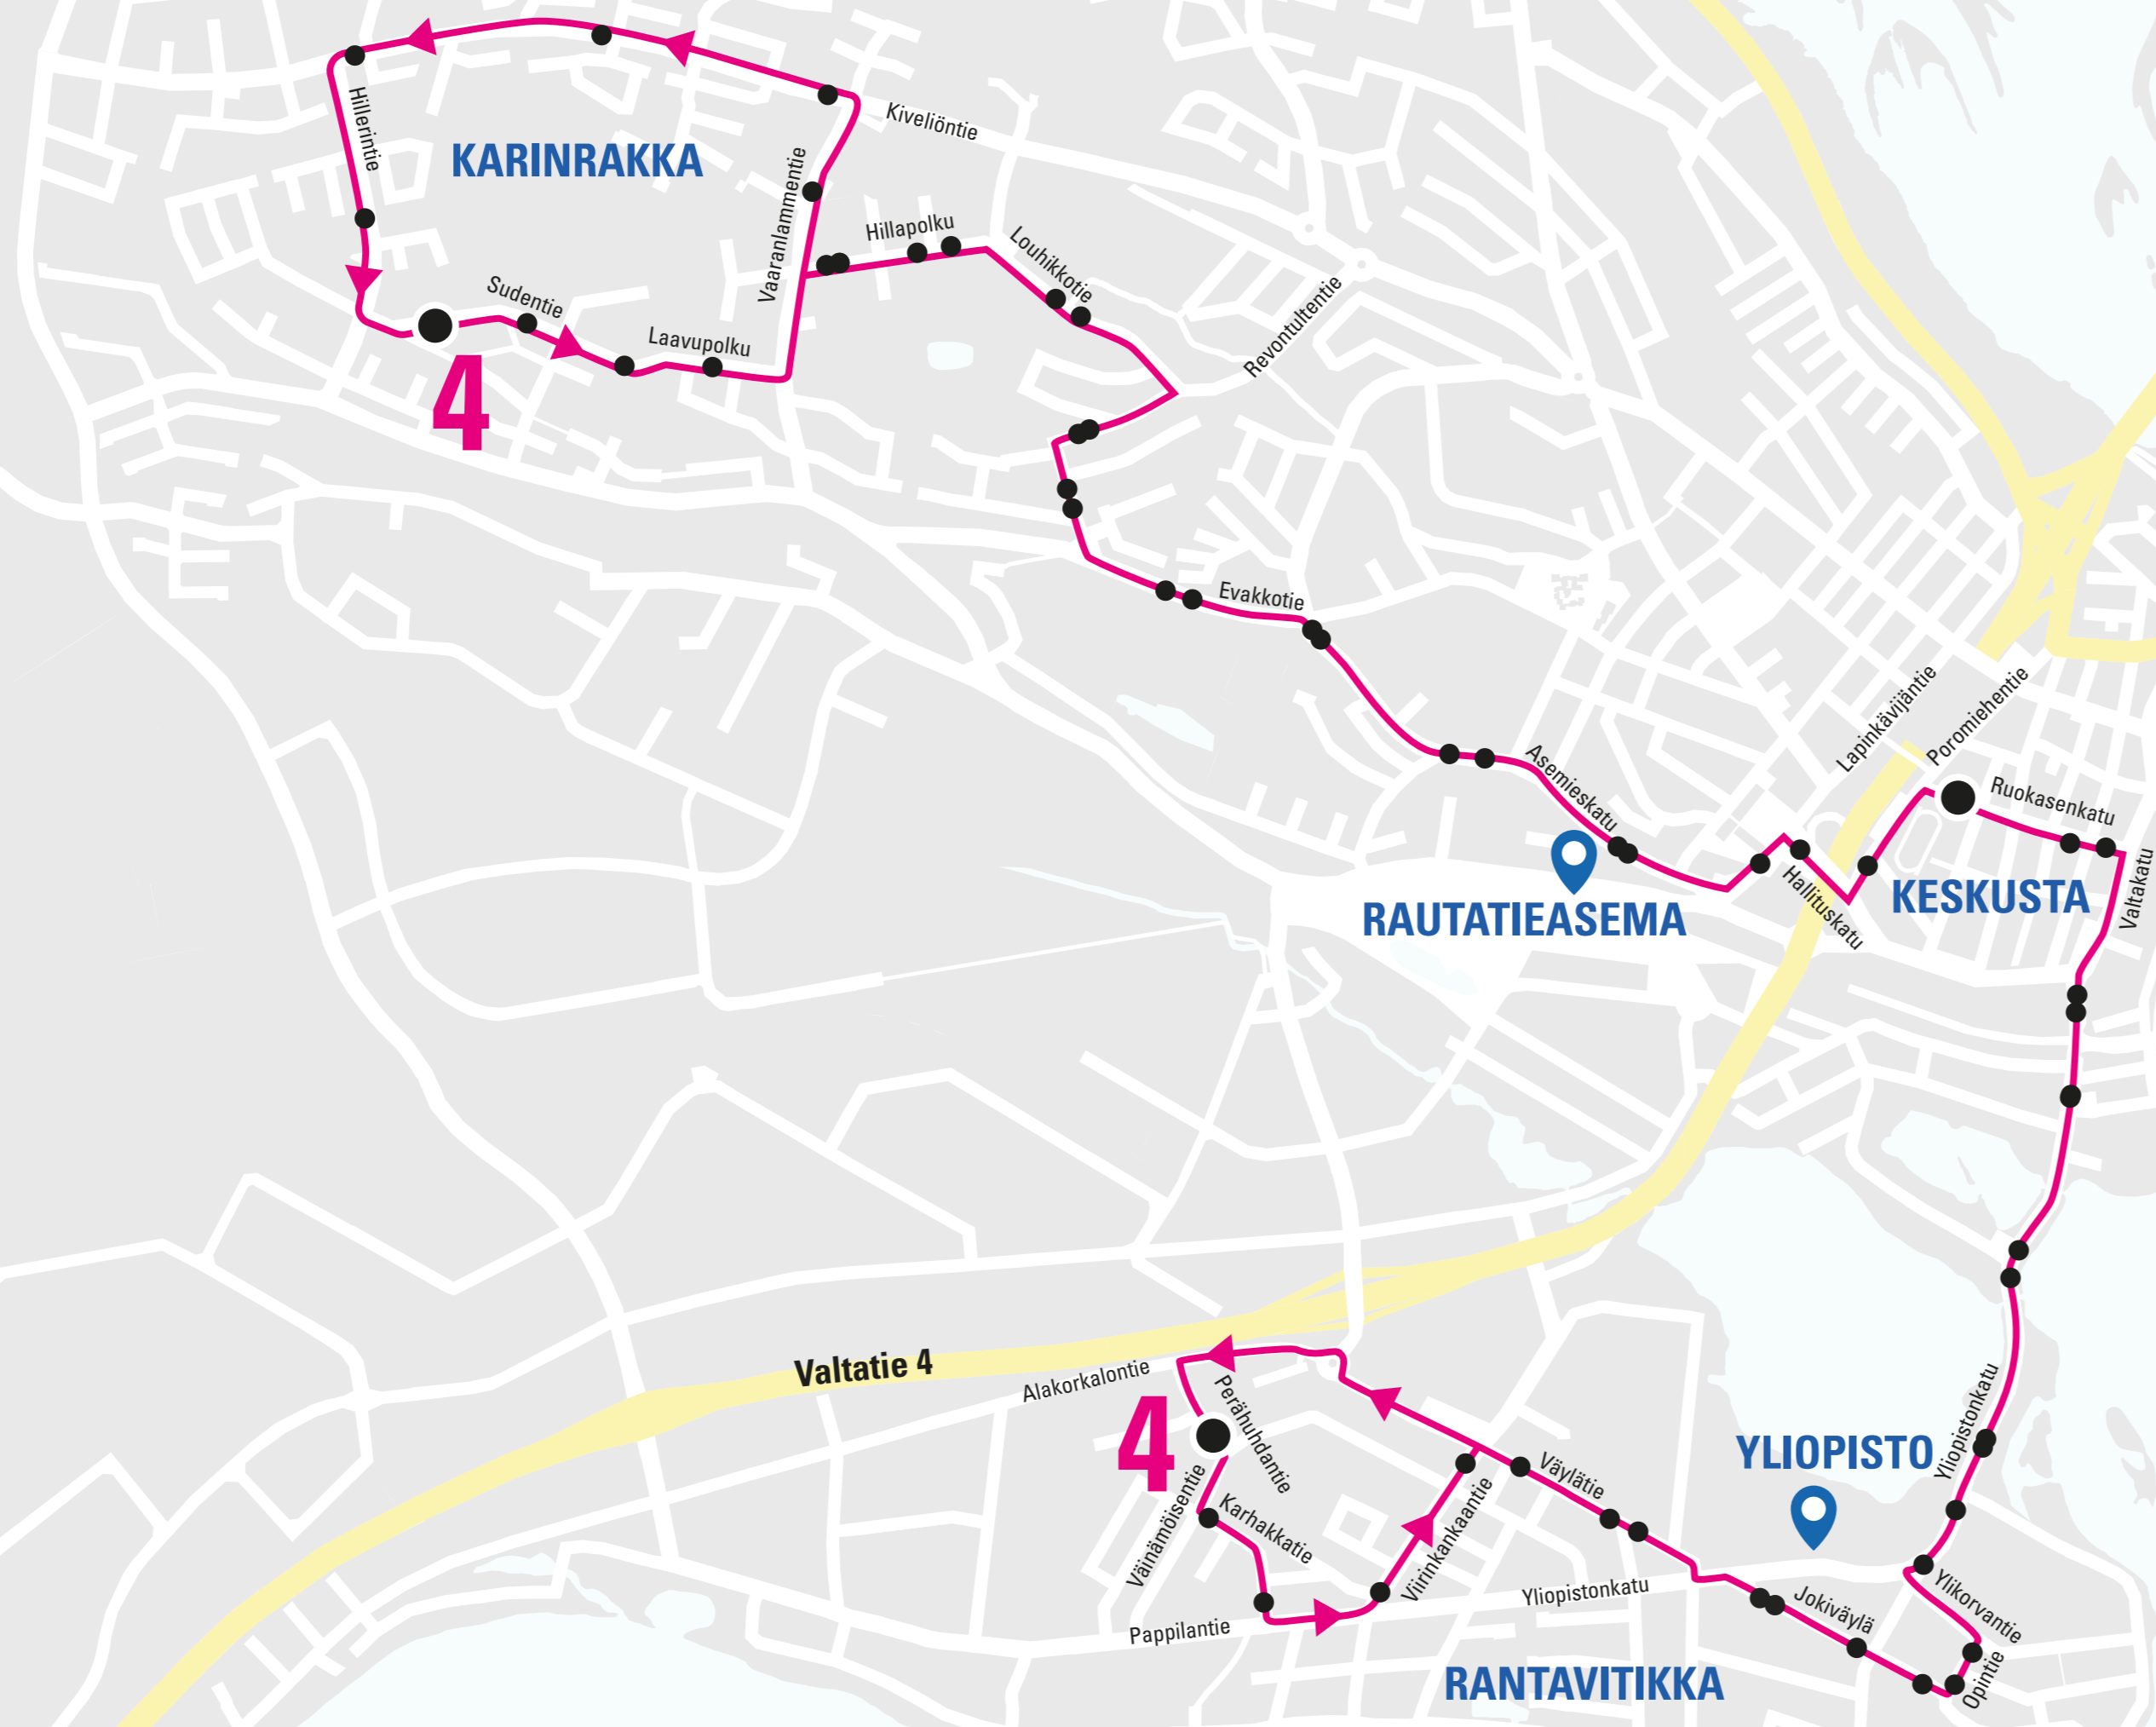 Kiveliöntie
Hillerintie
KARINRAKKA
Vaaranlammentie
Hillapolku
Louhikkotie
Revontultentie
Sudentie
Laavupolku
4
Evakkotie
Lapinkävijäntie
Poromiehentie
Asemieskatu
Ruokasenkatu
Valtakatu
Hallituskatu
KESKUSTA
RAUTATIEASEMA
Valtatie 4
Alakorkalontie
Perähuhdantie
4
Väinämöisentie
Karhakkatie
Viirinkankaantie
Väylätie
YLIOPISTO
Yliopistonkatu
Yliopistonkatu
Ylikorvantie
Jokiväylä
Opintie
Pappilantie
RANTAVITIKKA